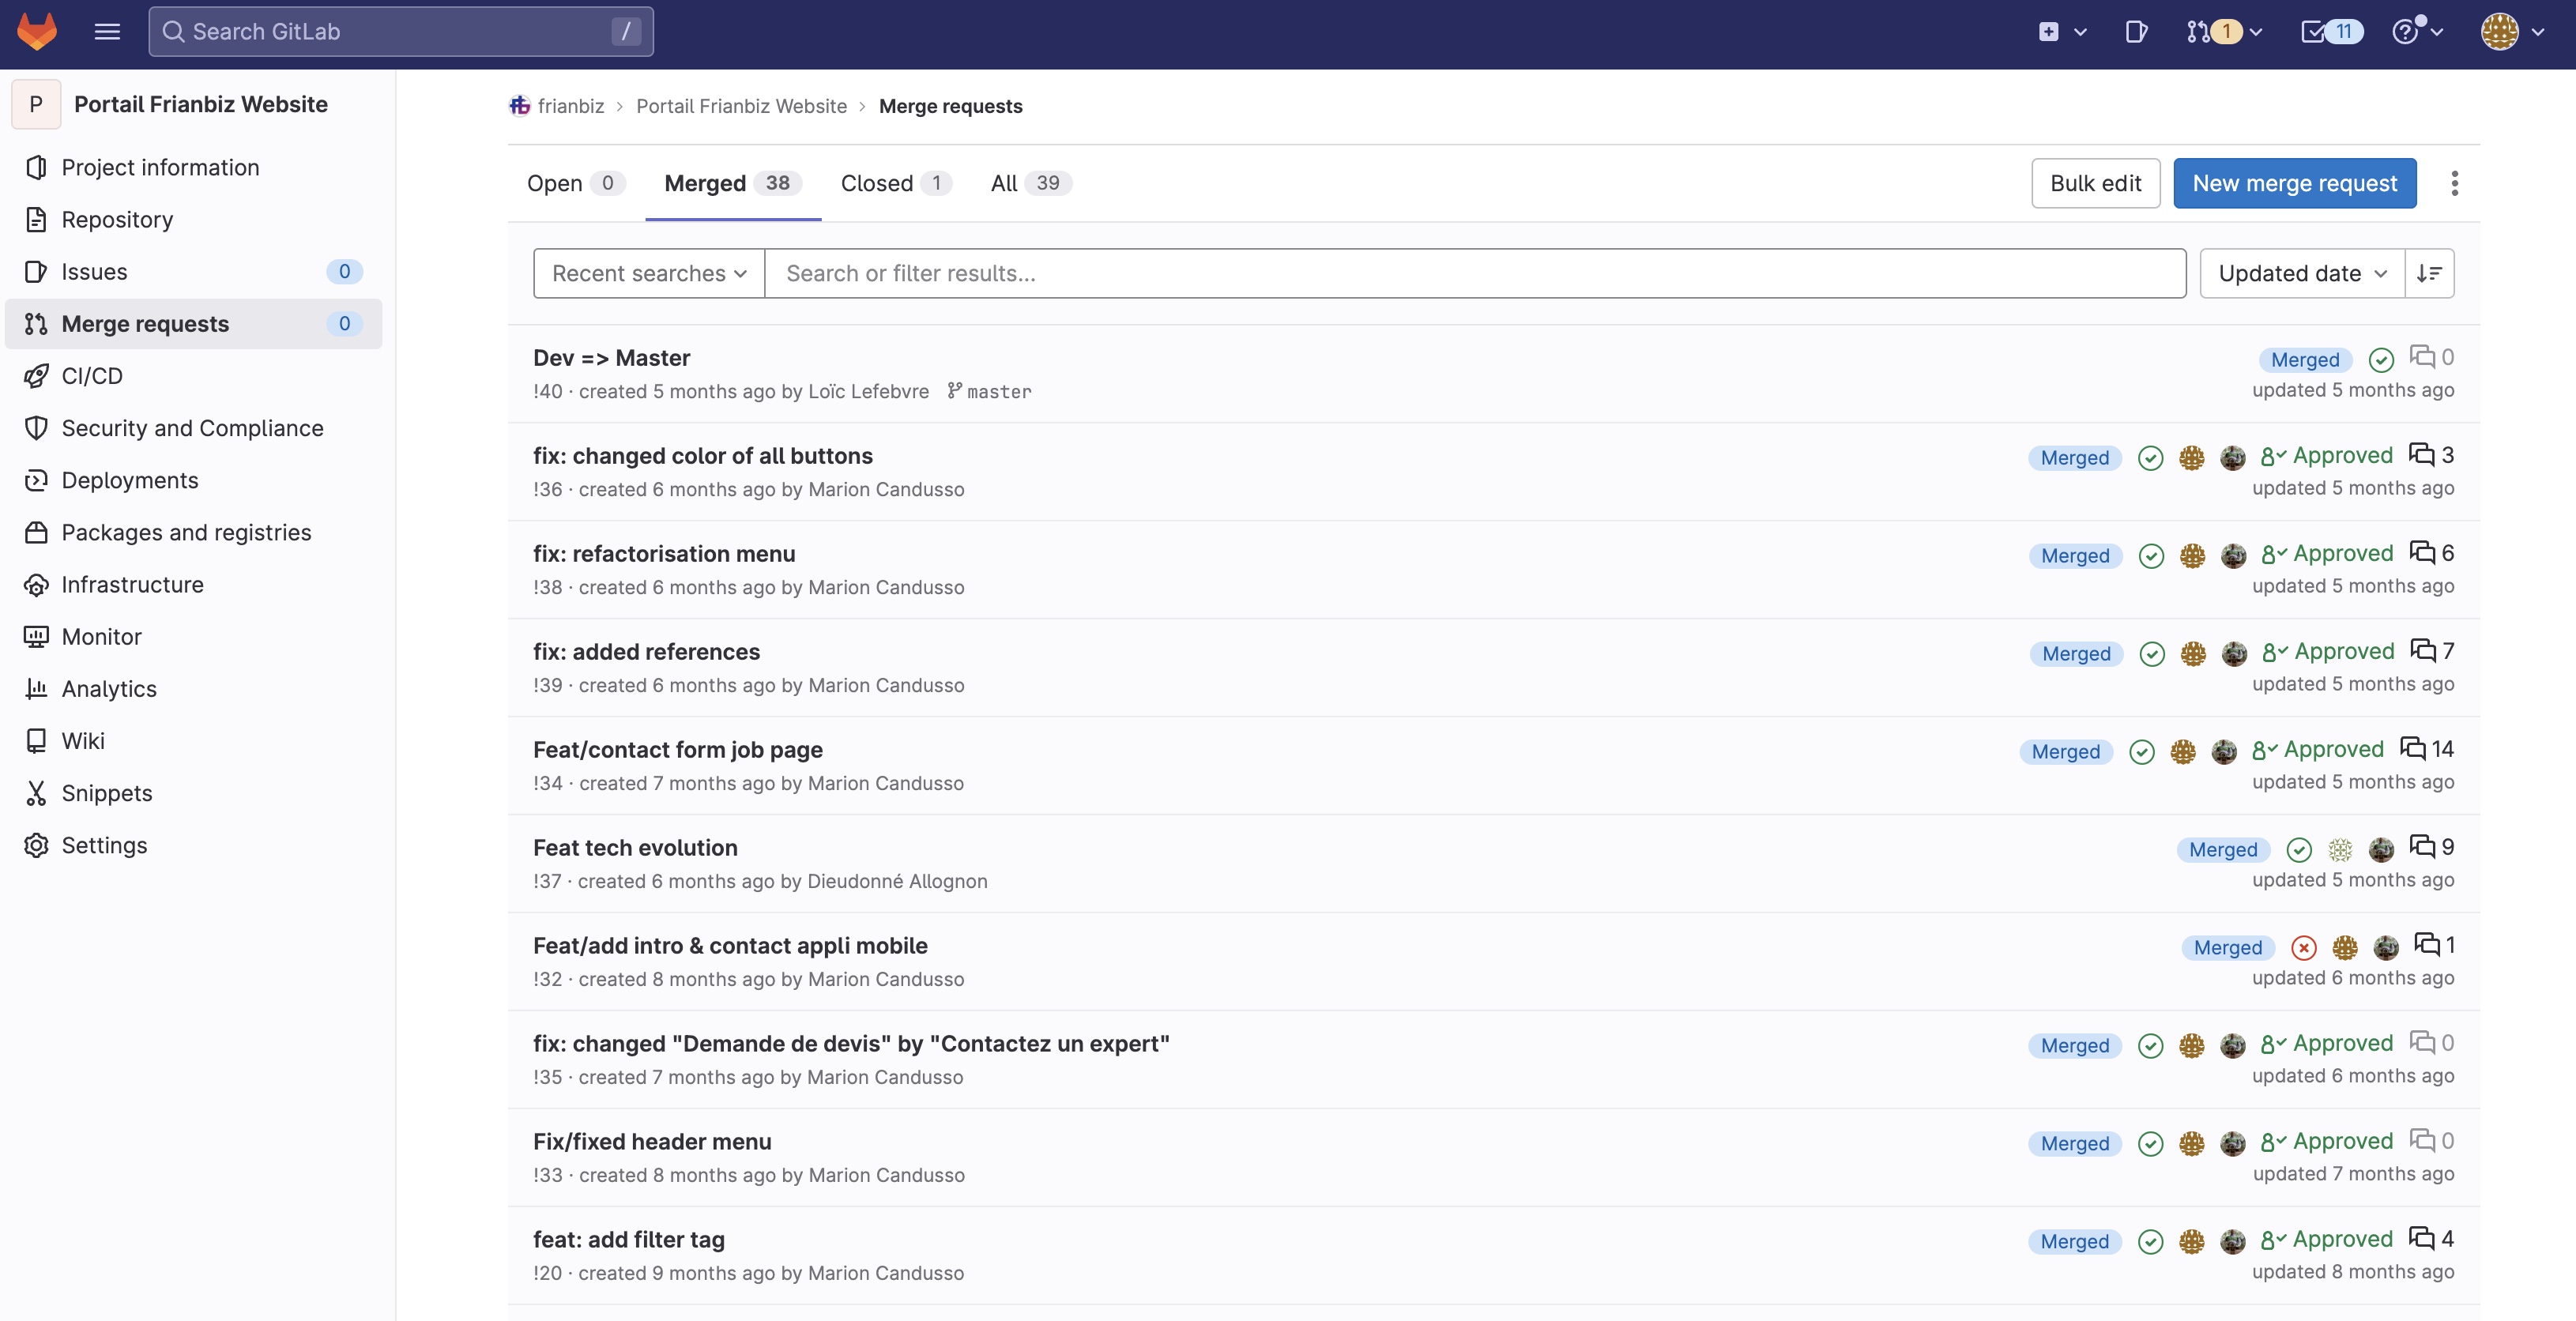 Search GitLab /
1
11
P Portail Frianbiz Website
Project information
Repository
Issues 0
Merge requests 0
CI/CD
Security and Compliance
Deployments
Packages and registries
Infrastructure
Monitor
Analytics
Wiki
Snippets
Settings
frianbiz › Portail Frianbiz Website › Merge requests
Open 0 Merged 38 Closed 1 All 39 Bulk edit New merge request
Recent searches Search or filter results... Updated date
Dev => Master Merged 0
!40 · created 5 months ago by Loïc Lefebvre master updated 5 months ago
fix: changed color of all buttons Merged Approved 3
!36 · created 6 months ago by Marion Candusso updated 5 months ago
fix: refactorisation menu Merged Approved 6
!38 · created 6 months ago by Marion Candusso updated 5 months ago
fix: added references Merged Approved 7
!39 · created 6 months ago by Marion Candusso updated 5 months ago
Feat/contact form job page Merged Approved 14
!34 · created 7 months ago by Marion Candusso updated 5 months ago
Feat tech evolution Merged 9
!37 · created 6 months ago by Dieudonné Allognon updated 5 months ago
Feat/add intro & contact appli mobile Merged 1
!32 · created 8 months ago by Marion Candusso updated 6 months ago
fix: changed "Demande de devis" by "Contactez un expert" Merged Approved 0
!35 · created 7 months ago by Marion Candusso updated 6 months ago
Fix/fixed header menu Merged Approved 0
!33 · created 8 months ago by Marion Candusso updated 7 months ago
feat: add filter tag Merged Approved 4
!20 · created 9 months ago by Marion Candusso updated 8 months ago